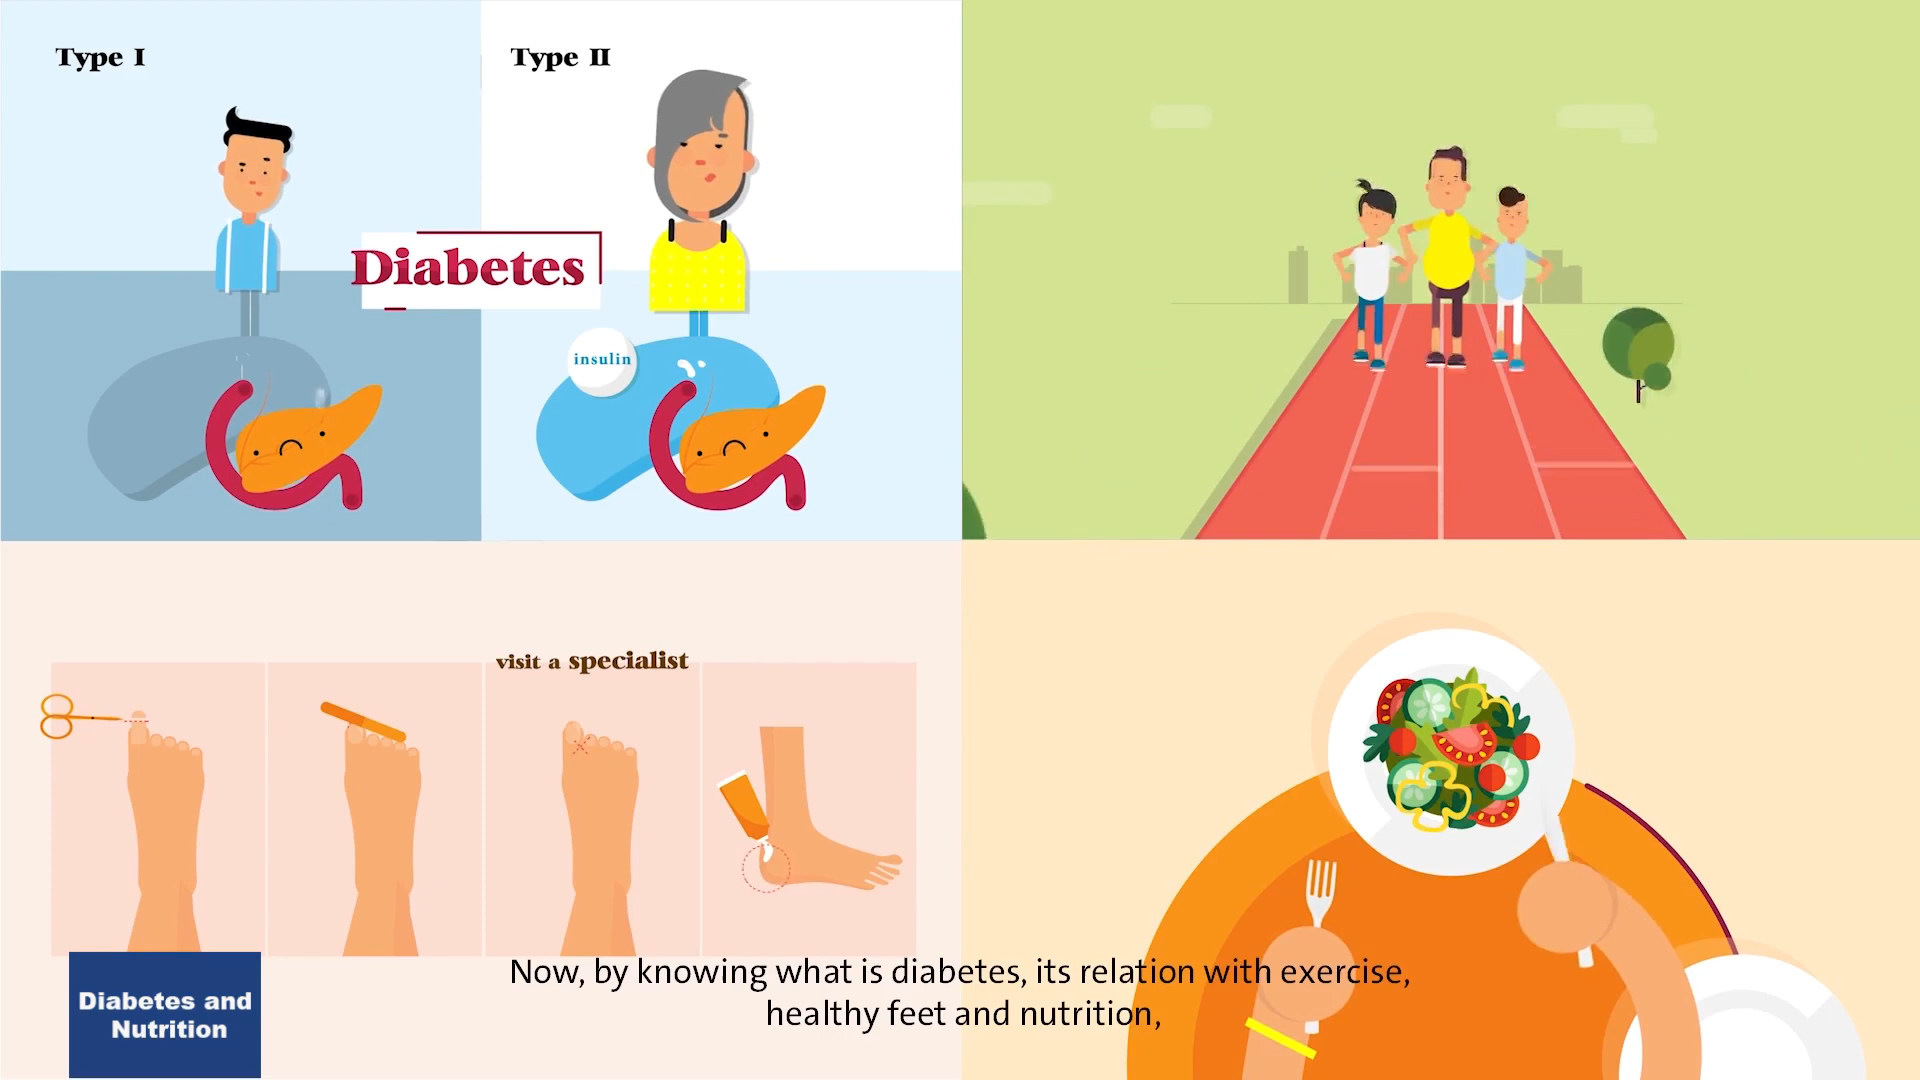 Type I
Type II
Diabetes
insulin
visit a specialist
Diabetes and
Nutrition
Now, by knowing what is diabetes, its relation with exercise,
healthy feet and nutrition,